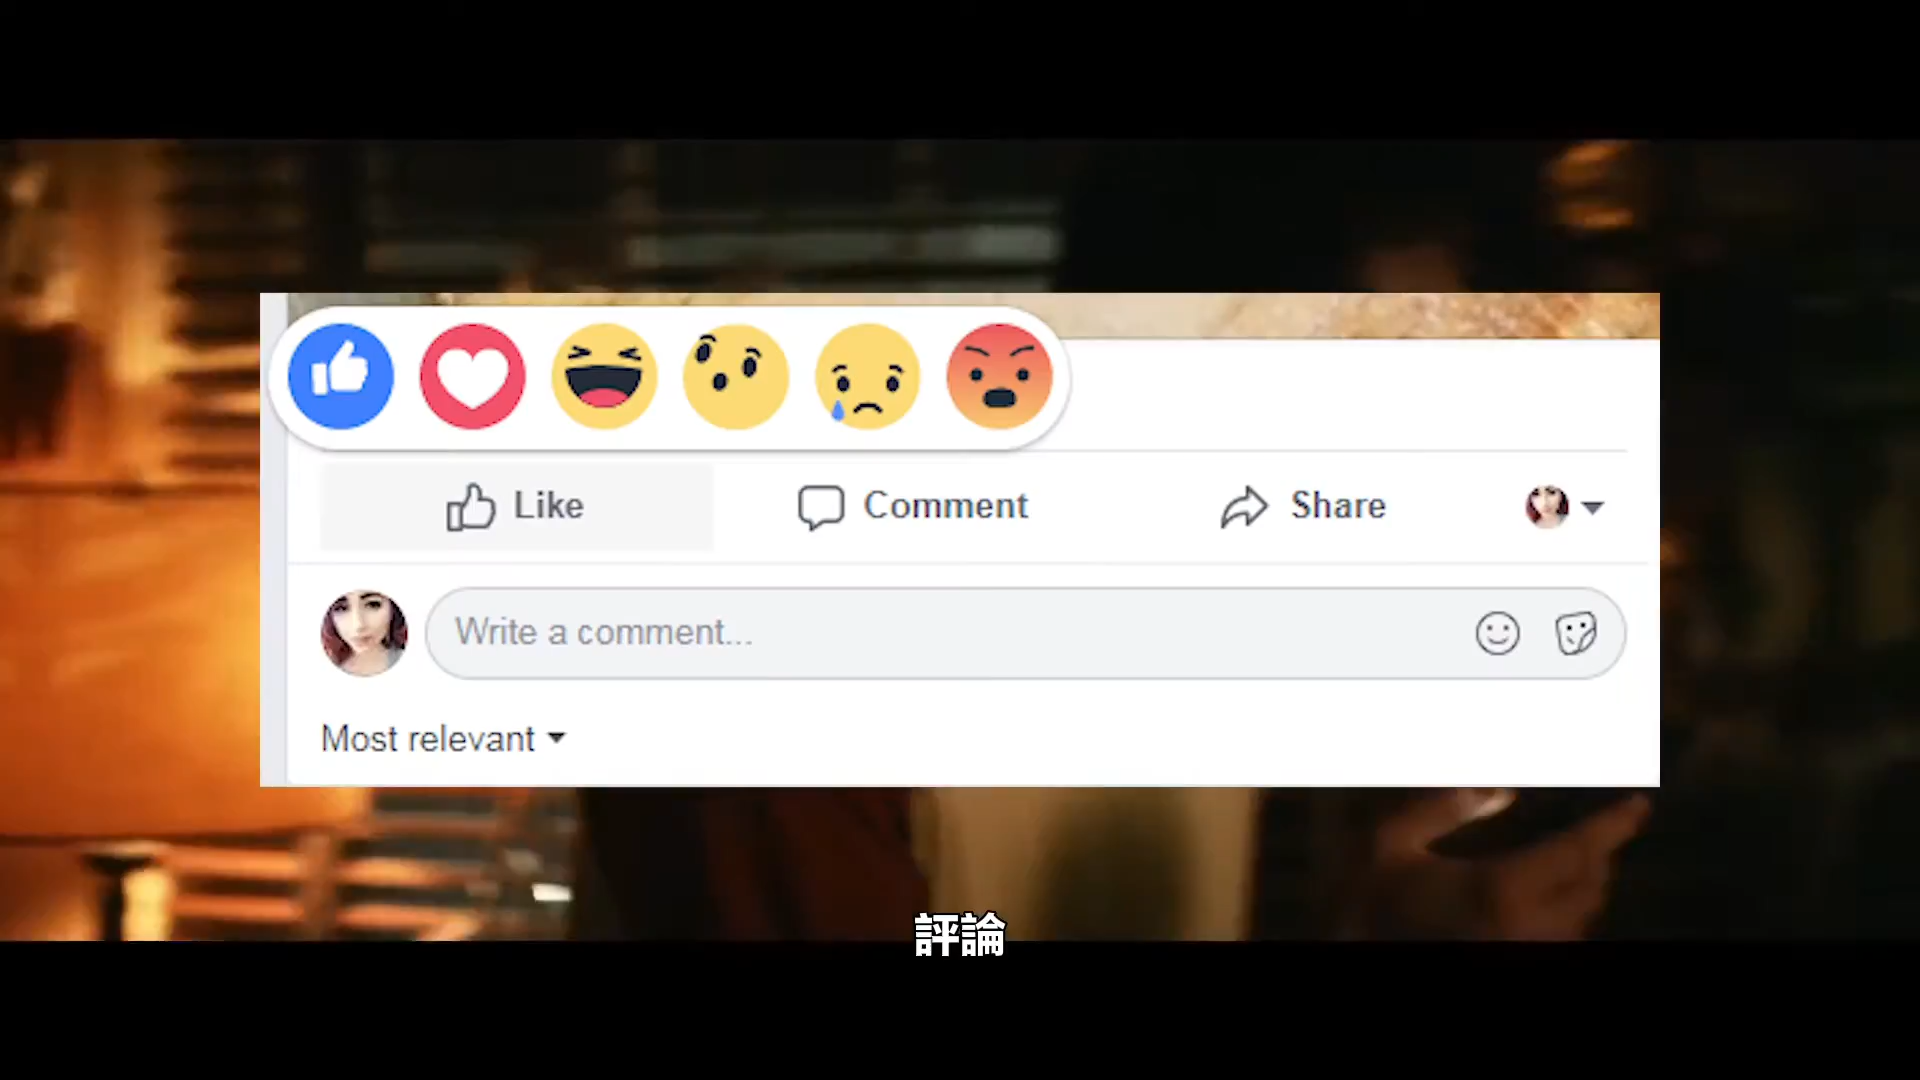 Like
Comment
Share
Write a comment...
Most relevant
評論